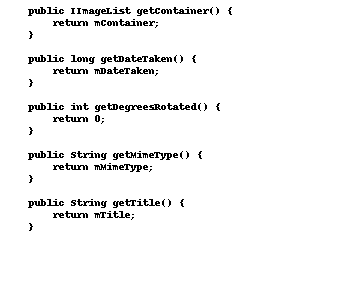 public IImageList getContainer() {
    return mContainer;
}
public long getDateTaken() {
    return mDateTaken;
}
public int getDegreesRotated() {
    return 0;
}
public String getMimeType() {
    return mMimeType;
}
public String getTitle() {
    return mTitle;
}